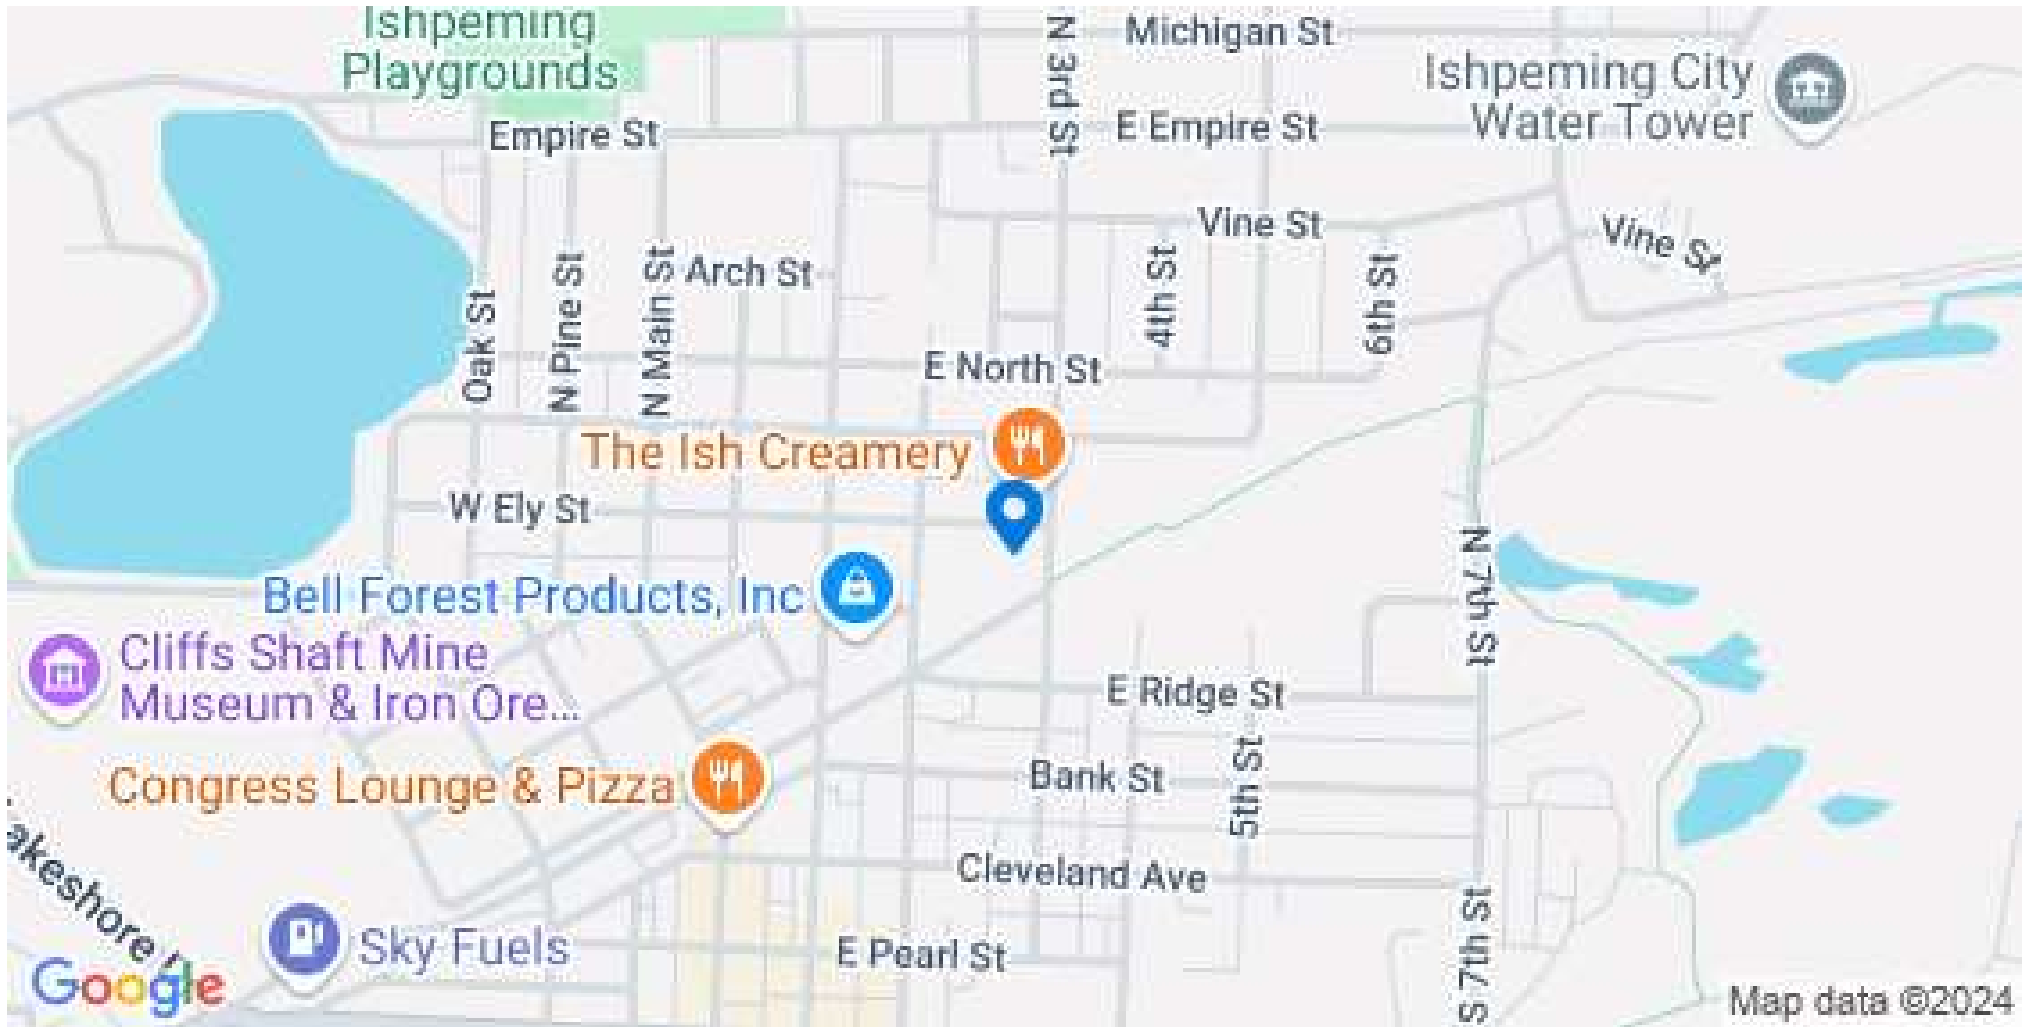 Ishpeming
Playgrounds
Michigan St
N 3rd St
Ishpeming City
Water Tower
Empire St
E Empire St
Vine St
Vine St
Arch St
Oak St
N Pine St
N Main St
4th St
6th St
E North St
The Ish Creamery
W Ely St
Bell Forest Products, Inc
N 7th St
Cliffs Shaft Mine
Museum & Iron Ore...
E Ridge St
Congress Lounge & Pizza
Bank St
5th St
Cleveland Ave
akeshore
Sky Fuels
E Pearl St
S 7th St
Google
Map data ©2024